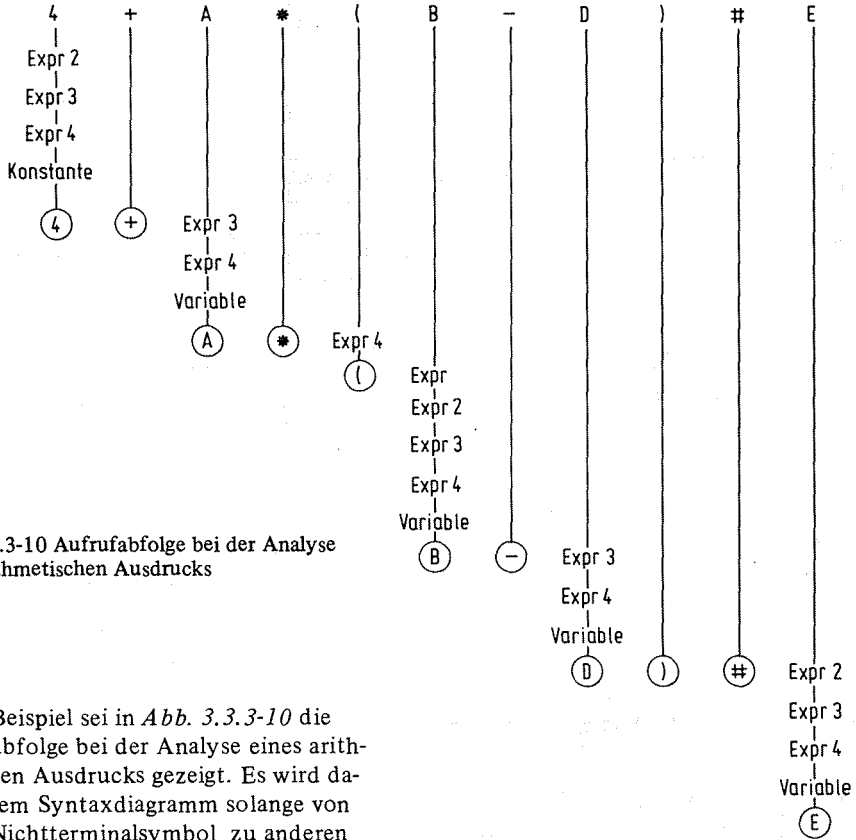 4 + A * ( B - D ) # E
Expr 2
Expr 3
Expr 4
Konstante
4 + Expr 3
Expr 4
Variable
A * Expr 4
( Expr
Expr 2
Expr 3
Expr 4
Variable
.3-10 Aufrufabfolge bei der Analyse
hmetischen Ausdrucks
B - Expr 3
Expr 4
Variable
D ) # Expr 2
Expr 3
Expr 4
Variable
E
Beispiel sei in Abb. 3.3.3-10 die
bfolge bei der Analyse eines arith-
en Ausdrucks gezeigt. Es wird da-
em Syntaxdiagramm solange von
Nichtterminalsymbol zu anderen